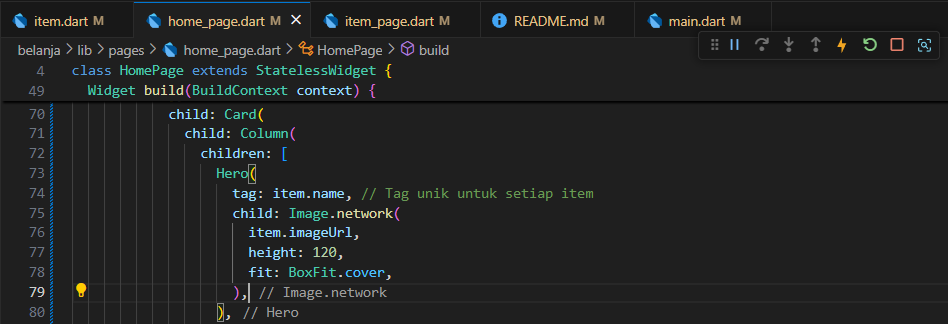 item.dart M home_page.dart M item_page.dart M README.md M main.dart M
belanja > lib > pages > home_page.dart > HomePage > build
4 class HomePage extends StatelessWidget {
49 Widget build(BuildContext context) {
70 child: Card(
71 child: Column(
72 children: [
73 Hero(
74 tag: item.name, // Tag unik untuk setiap item
75 child: Image.network(
76 item.imageUrl,
77 height: 120,
78 fit: BoxFit.cover,
79 ), // Image.network
80 ), // Hero